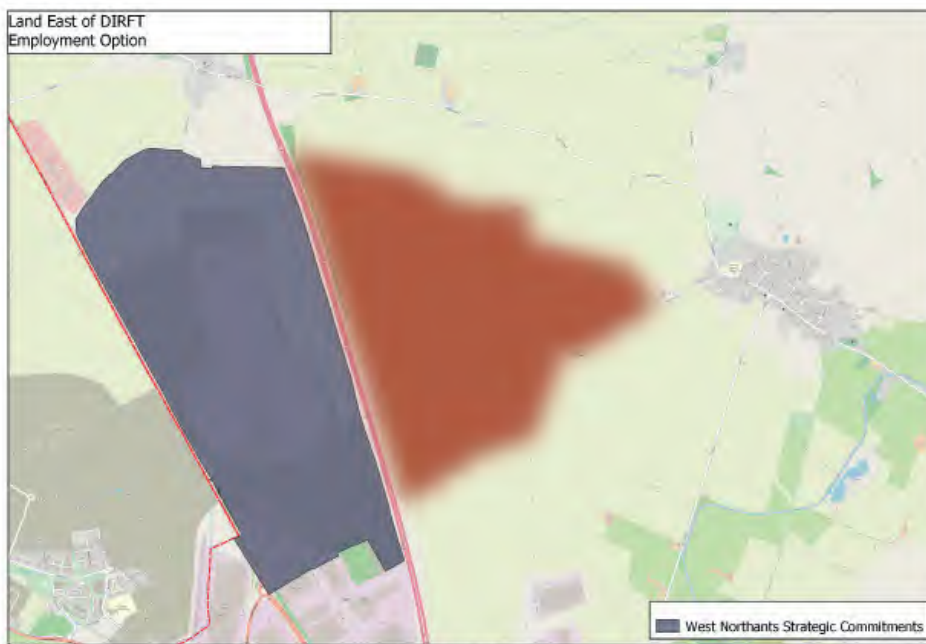 Land East of DIRFT
Employment Option
West Northants Strategic Commitments